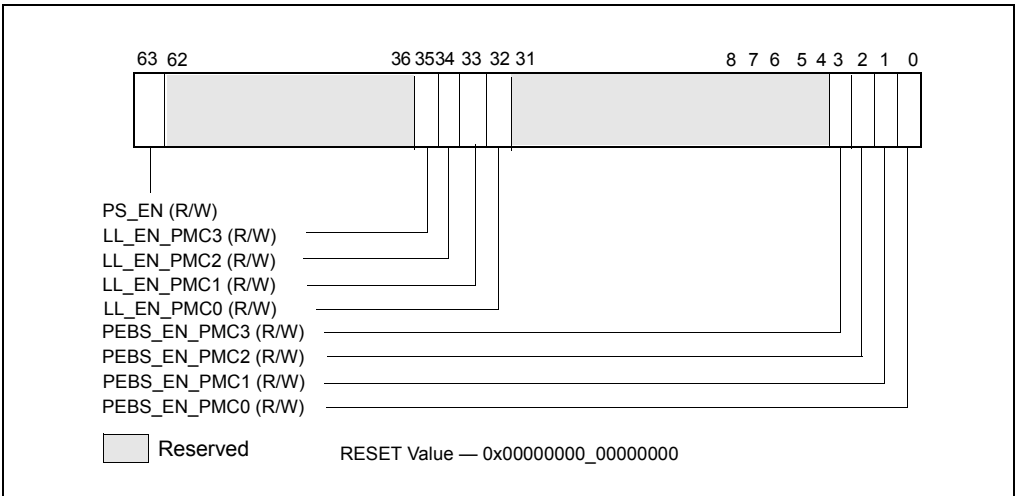 63 62 36 35 34 33 32 31 8 7 6 5 4 3 2 1 0
PS_EN (R/W)
LL_EN_PMC3 (R/W)
LL_EN_PMC2 (R/W)
LL_EN_PMC1 (R/W)
LL_EN_PMC0 (R/W)
PEBS_EN_PMC3 (R/W)
PEBS_EN_PMC2 (R/W)
PEBS_EN_PMC1 (R/W)
PEBS_EN_PMC0 (R/W)
Reserved RESET Value — 0x00000000_00000000